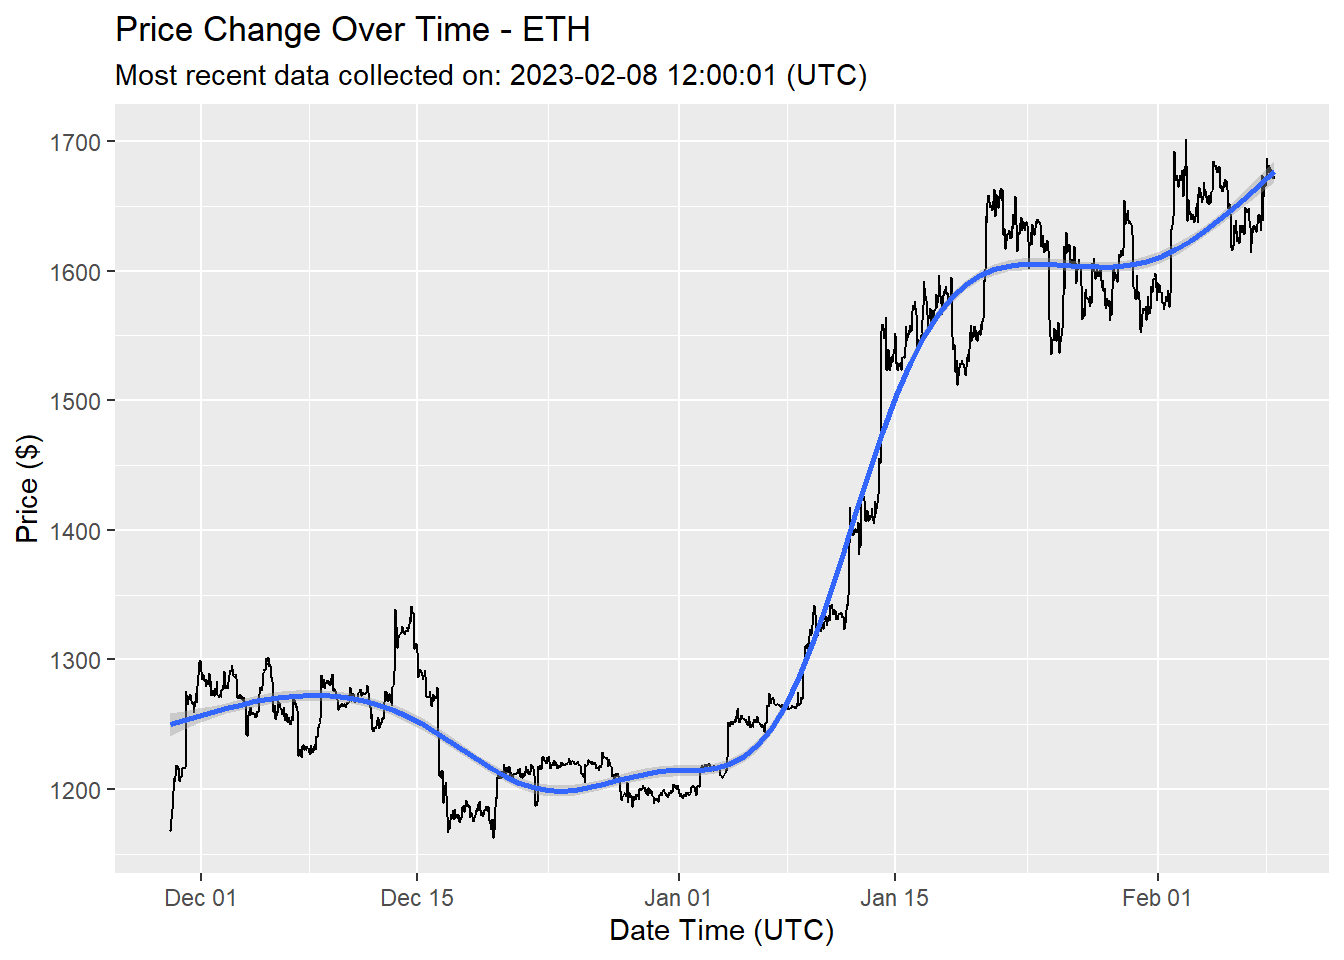 Price Change Over Time - ETH
Most recent data collected on: 2023-02-08 12:00:01 (UTC)
Price ($)
1700
1600
1500
1400
1300
1200
Dec 01
Dec 15
Jan 01
Jan 15
Feb 01
Date Time (UTC)